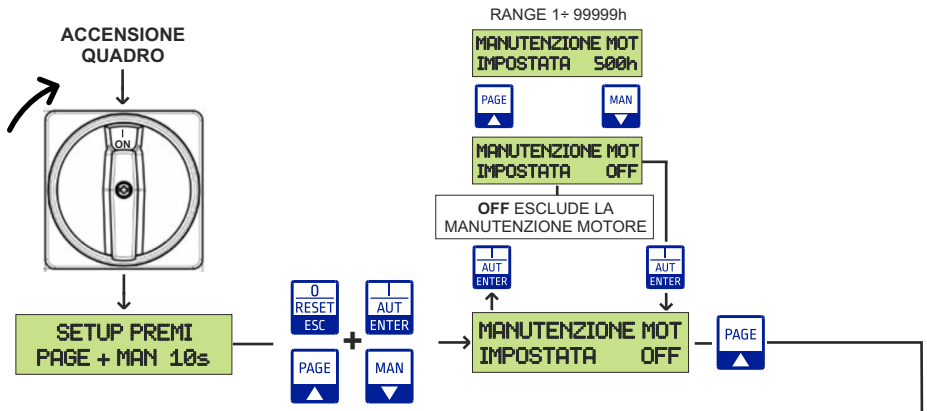 RANGE 1÷ 99999h
ACCENSIONE
QUADRO
MANUTENZIONE MOT
IMPOSTATA 500h
PAGE
MAN
ON
MANUTENZIONE MOT
IMPOSTATA OFF
OFF ESCLUDE LA
MANUTENZIONE MOTORE
I
AUT
ENTER
I
AUT
ENTER
SETUP PREMI
PAGE + MAN 10s
0
RESET
ESC
+
I
AUT
ENTER
PAGE
MAN
MANUTENZIONE MOT
IMPOSTATA OFF
PAGE